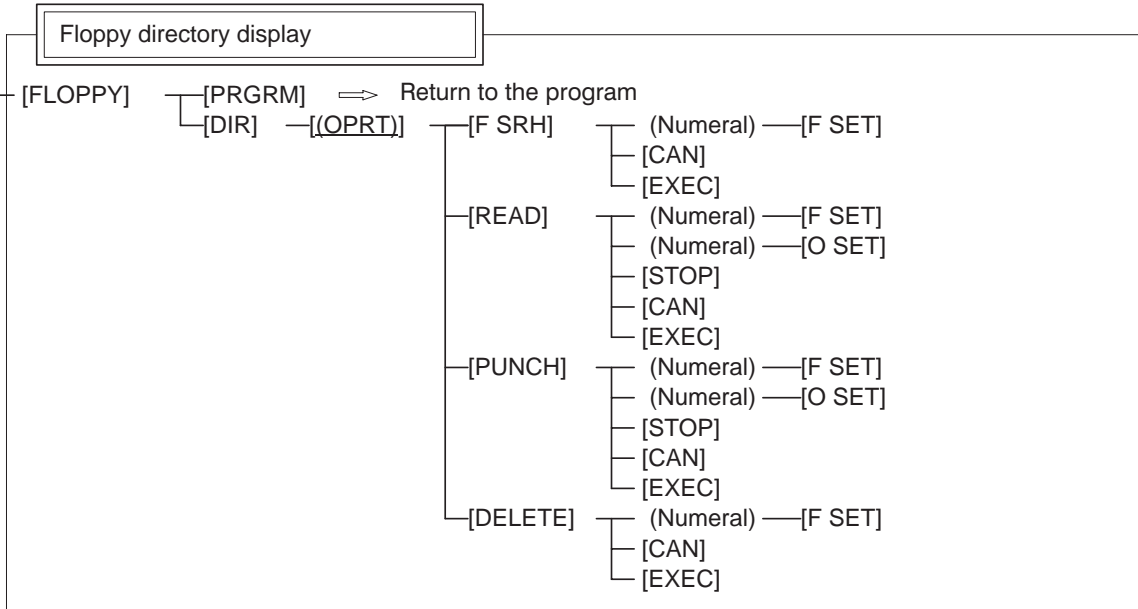 Floppy directory display
[FLOPPY] [PRGRM] Return to the program
[DIR] [(OPRT)] [F SRH] (Numeral) [F SET]
[CAN]
[EXEC]
[READ] (Numeral) [F SET]
(Numeral) [O SET]
[STOP]
[CAN]
[EXEC]
[PUNCH] (Numeral) [F SET]
(Numeral) [O SET]
[STOP]
[CAN]
[EXEC]
[DELETE] (Numeral) [F SET]
[CAN]
[EXEC]